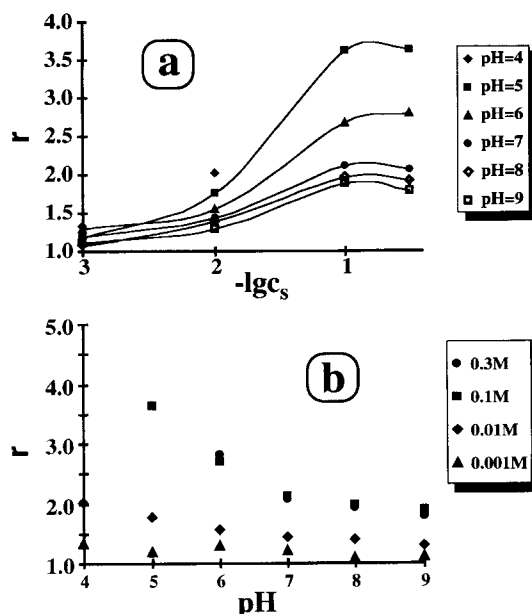 4.0
3.5
3.0
2.5
2.0
1.5
1.0
r
a
3
2
1
-lgc_s
pH=4
pH=5
pH=6
pH=7
pH=8
pH=9
5.0
4.0
3.0
2.0
1.0
r
b
4
5
6
7
8
9
pH
0.3M
0.1M
0.01M
0.001M